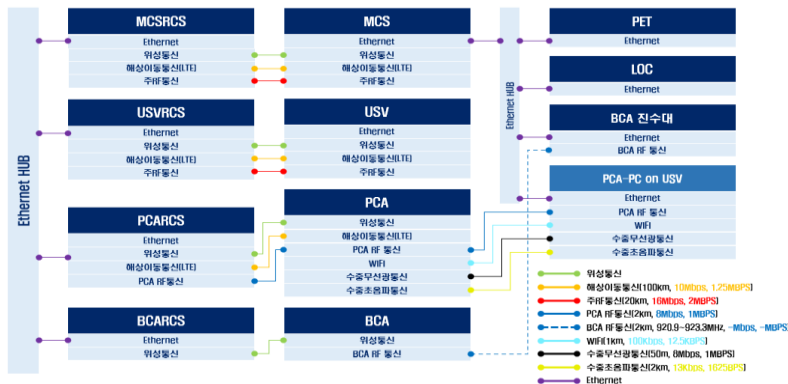 Ethernet HUB
MCSRCS
Ethernet
위성통신
해상이동통신(LTE)
주RF통신
MCS
Ethernet
위성통신
해상이동통신(LTE)
주RF통신
USVRCS
Ethernet
위성통신
해상이동통신(LTE)
주RF통신
USV
Ethernet
위성통신
해상이동통신(LTE)
주RF통신
PCARCS
Ethernet
위성통신
해상이동통신(LTE)
PCA RF통신
PCA
위성통신
해상이동통신(LTE)
PCA RF 통신
WIFI
수중무선광통신
수중초음파통신
BCARCS
Ethernet
위성통신
BCA
위성통신
BCA RF 통신
Ethernet HUB
PET
Ethernet
LOC
Ethernet
BCA 진수대
Ethernet
BCA RF 통신
PCA-PC on USV
Ethernet
PCA RF 통신
WIFI
수중무선광통신
수중초음파통신
위성통신
해상이동통신(100km, 10Mbps, 1.25MBPS)
주RF통신(20km, 16Mbps, 2MBPS)
PCA RF통신(2km, 8Mbps, 1MBPS)
BCA RF통신(2km, 920.9~923.3MHz, -Mbps, -MBPS)
WIFI(1km, 100Kbps, 12.5KBPS)
수중무선광통신(50m, 8Mbps, 1MBPS)
수중초음파통신(2km, 13Kbps, 1625BPS)
Ethernet